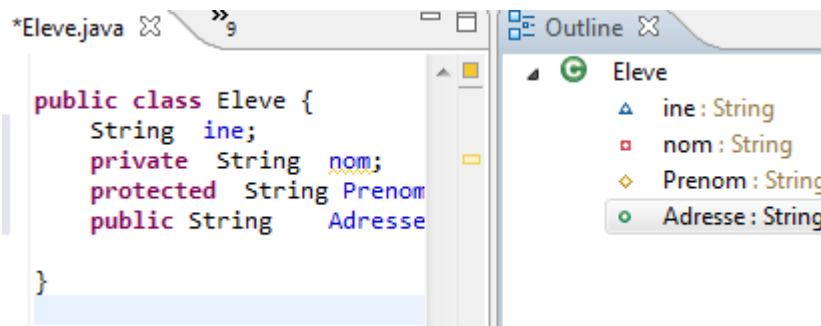 *Eleve.java
»9
Outline
public class Eleve {
String ine;
private String nom;
protected String Prenom
public String Adresse
}
Eleve
ine : String
nom : String
Prenom : String
Adresse : String